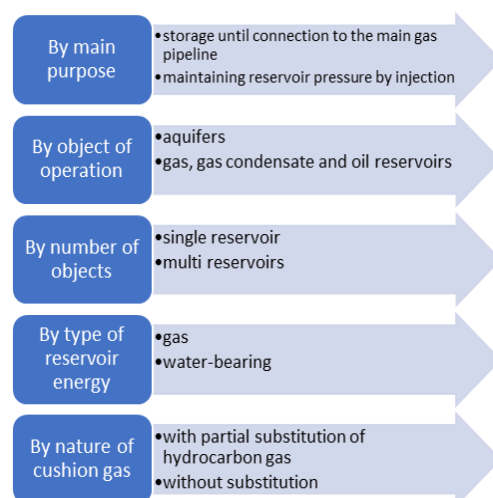 By main
purpose
•storage until connection to the main gas
pipeline
•maintaining reservoir pressure by injection
By object of
operation
•aquifers
•gas, gas condensate and oil reservoirs
By number of
objects
•single reservoir
•multi reservoirs
By type of
reservoir
energy
•gas
•water-bearing
By nature of
cushion gas
•with partial substitution of
hydrocarbon gas
•without substitution